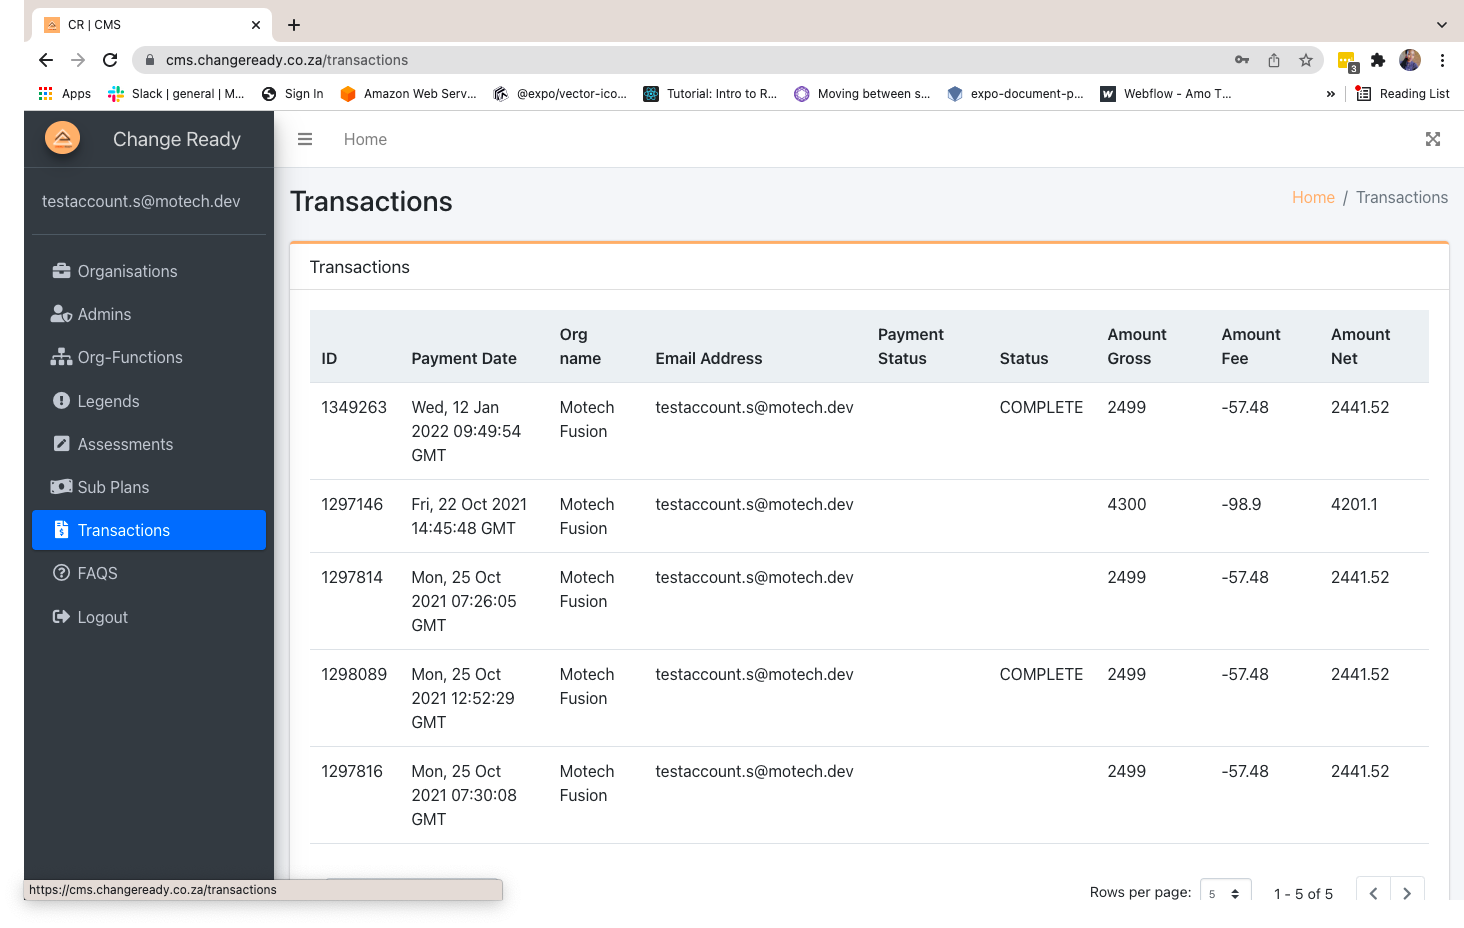 CR | CMS
cms.changeready.co.za/transactions
3
Apps
Slack | general | M...
Sign In
Amazon Web Serv...
@expo/vector-ico...
Tutorial: Intro to R...
Moving between s...
expo-document-p...
Webflow - Amo T...
»
Reading List
Change Ready
Home
testaccount.s@motech.dev
Transactions
Home / Transactions
Organisations
Admins
Org-Functions
Legends
Assessments
Sub Plans
Transactions
FAQS
Logout
Transactions
ID Payment Date Org name Email Address Payment Status Status Amount Gross Amount Fee Amount Net
1349263 Wed, 12 Jan 2022 09:49:54 GMT Motech Fusion testaccount.s@motech.dev COMPLETE 2499 -57.48 2441.52
1297146 Fri, 22 Oct 2021 14:45:48 GMT Motech Fusion testaccount.s@motech.dev 4300 -98.9 4201.1
1297814 Mon, 25 Oct 2021 07:26:05 GMT Motech Fusion testaccount.s@motech.dev 2499 -57.48 2441.52
1298089 Mon, 25 Oct 2021 12:52:29 GMT Motech Fusion testaccount.s@motech.dev COMPLETE 2499 -57.48 2441.52
1297816 Mon, 25 Oct 2021 07:30:08 GMT Motech Fusion testaccount.s@motech.dev 2499 -57.48 2441.52
https://cms.changeready.co.za/transactions
Rows per page: 5 1 - 5 of 5